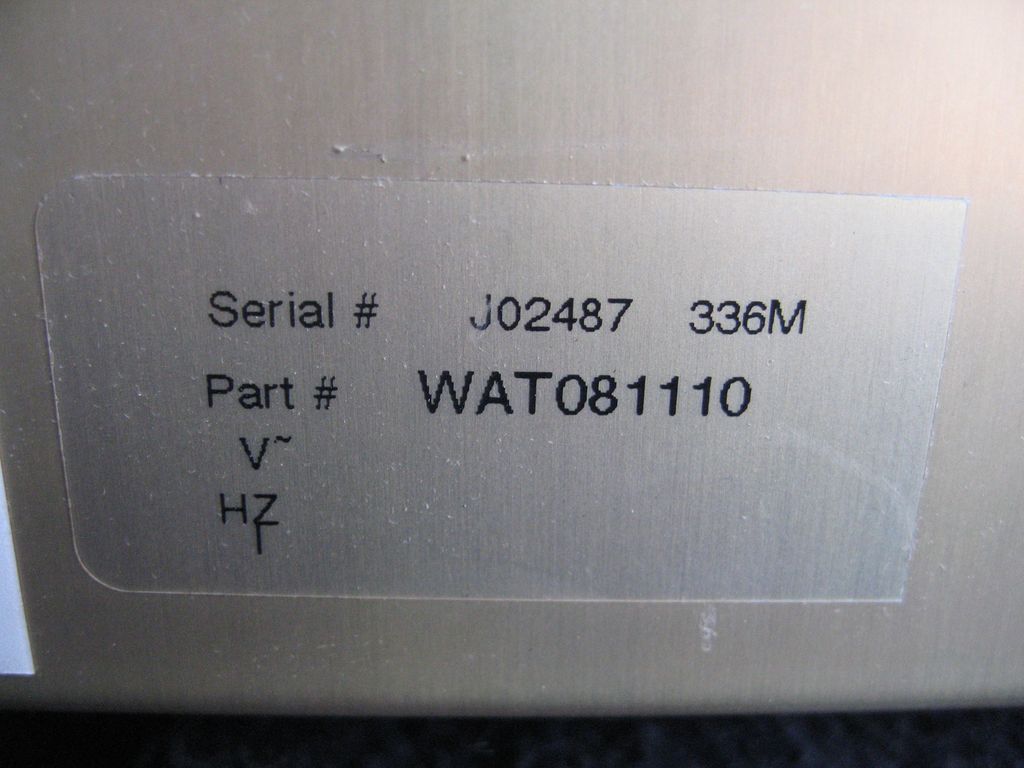 Serial # J02487 336M
Part # WAT081110
V~
HZ
T